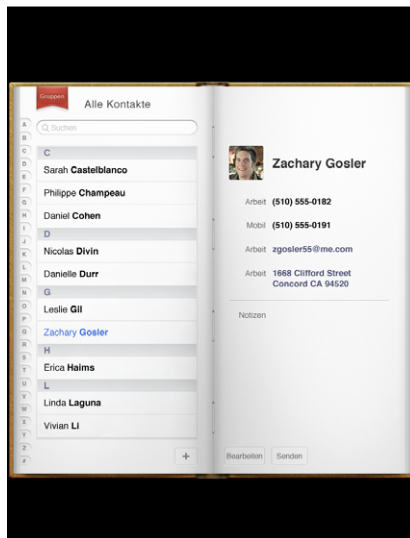 Gruppen
Alle Kontakte
Suchen
A
B
C
D
E
F
G
H
I
J
K
L
M
N
O
P
Q
R
S
T
U
V
W
X
Y
Z
#
C
Sarah Castelblanco
Philippe Champeau
Daniel Cohen
D
Nicolas Divin
Danielle Durr
G
Leslie Gil
Zachary Gosler
H
Erica Haims
L
Linda Laguna
Vivian Li
+
Zachary Gosler
Arbeit (510) 555-0182
Mobil (510) 555-0191
Arbeit zgosler55@me.com
Arbeit 1668 Clifford Street
Concord CA 94520
Notizen
Bearbeiten Senden